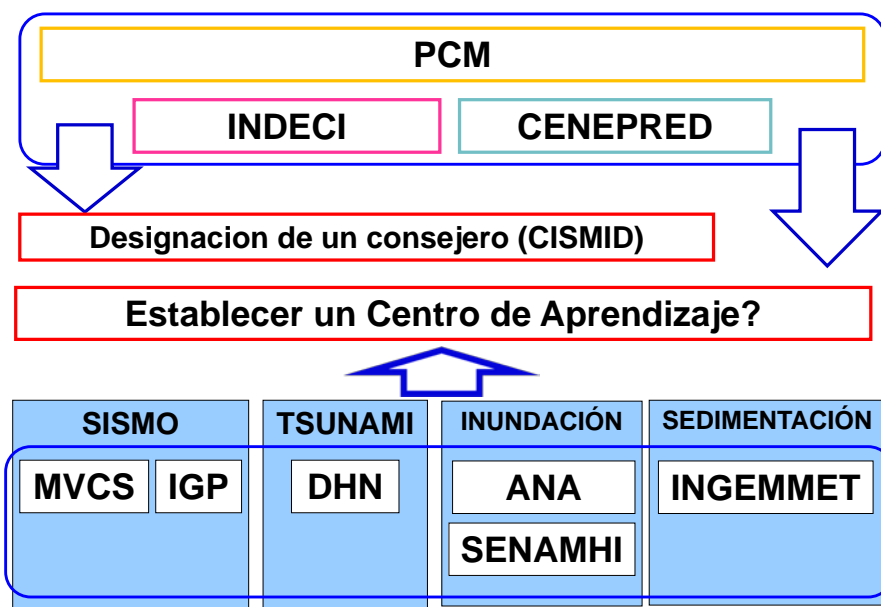 PCM
INDECI CENEPRED
Designacion de un consejero (CISMID)
Establecer un Centro de Aprendizaje?
SISMO TSUNAMI INUNDACIÓN SEDIMENTACIÓN
MVCS IGP DHN ANA INGEMMET
SENAMHI